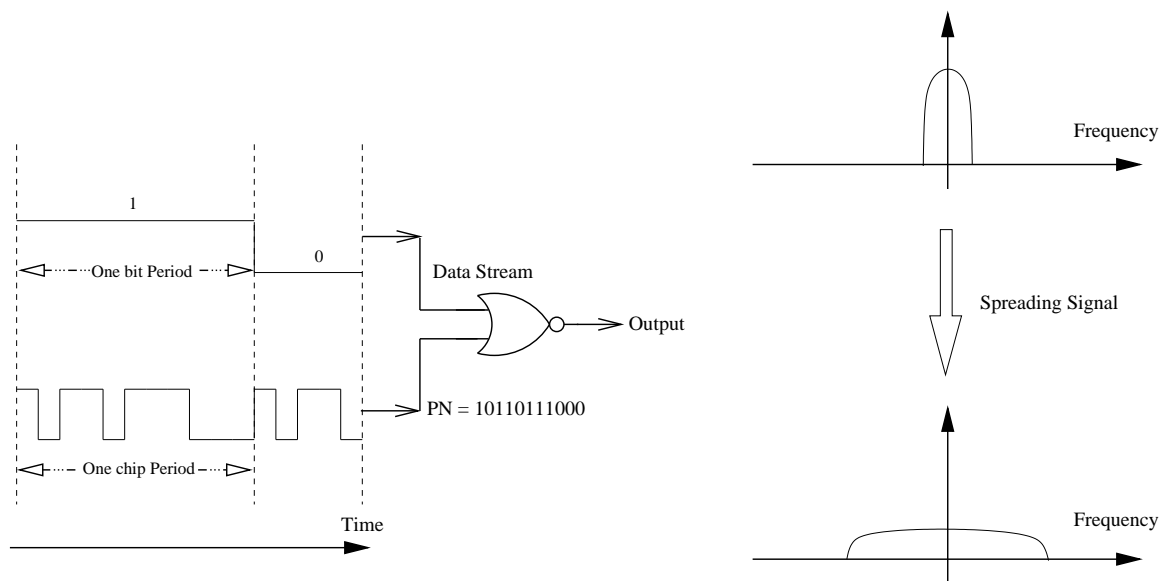 1
One bit Period
0
Data Stream
Output
PN = 10110111000
One chip Period
Time
Frequency
Spreading Signal
Frequency